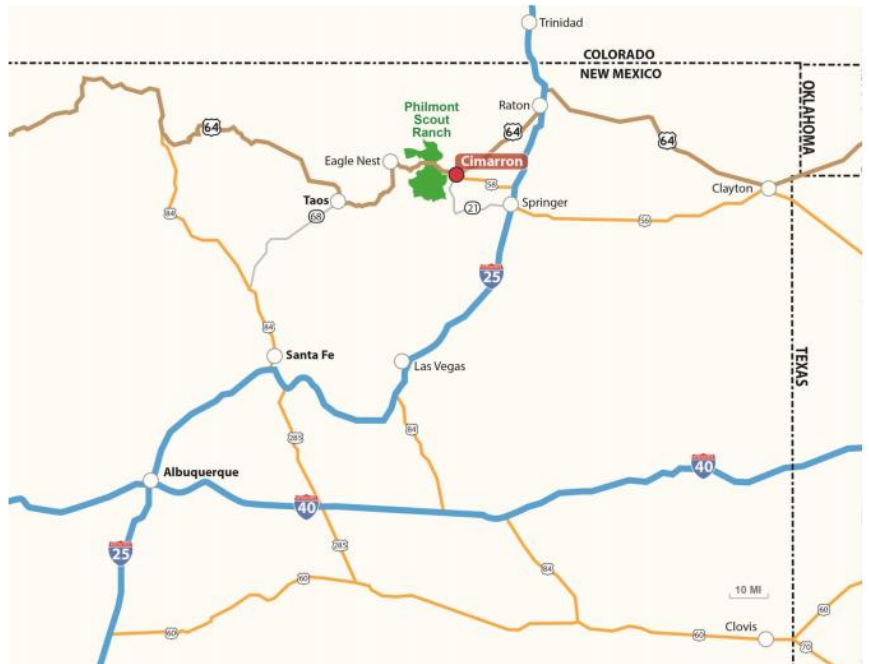 Trinidad
COLORADO
NEW MEXICO
OKLAHOMA
Raton
Philmont
Scout
Ranch
64
64
64
Eagle Nest
Cimarron
58
Clayton
Taos
68
21
Springer
84
56
25
84
Santa Fe
Las Vegas
TEXAS
285
84
40
Albuquerque
40
25
285
84
60
10 MI
60
60
60
Clovis
70